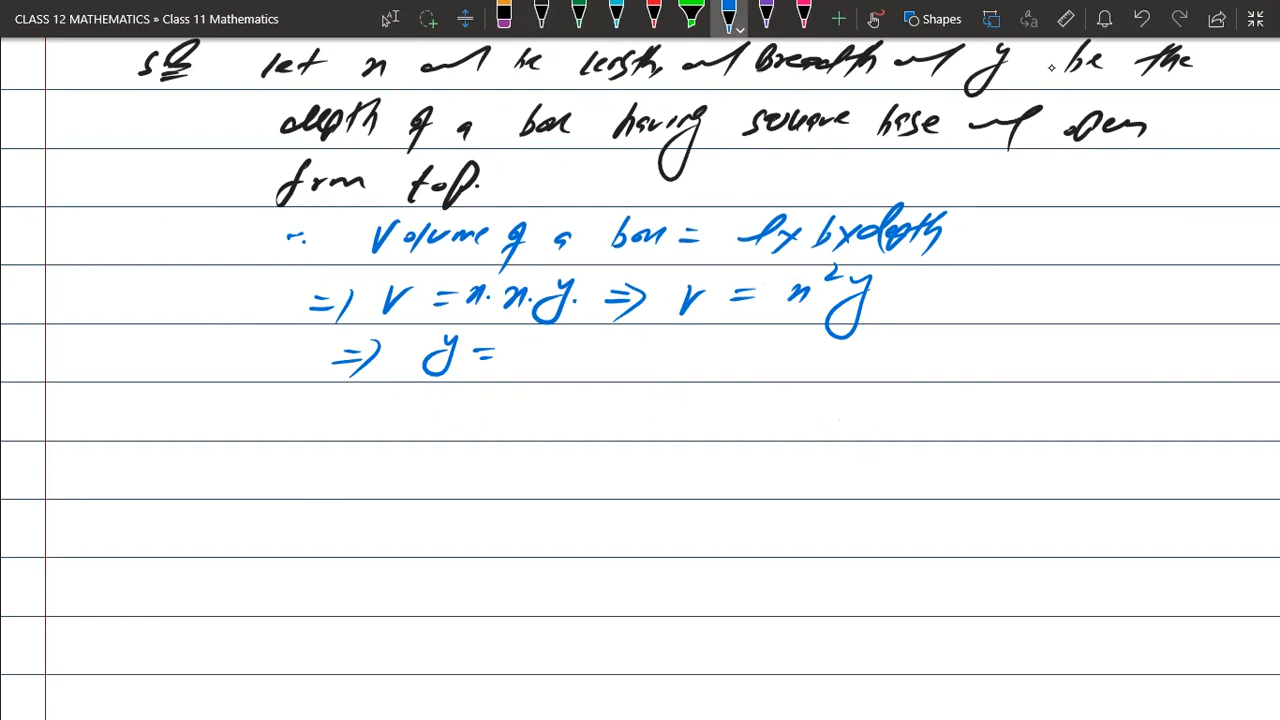 CLASS 12 MATHEMATICS » Class 11 Mathematics Shapes
Let x and be length and Breadth and y be the
depth of a box having square base and open
from top.
∴ Volume of a box = l x b x depth
=) V = x. x. y. => V = x²y
=) y =